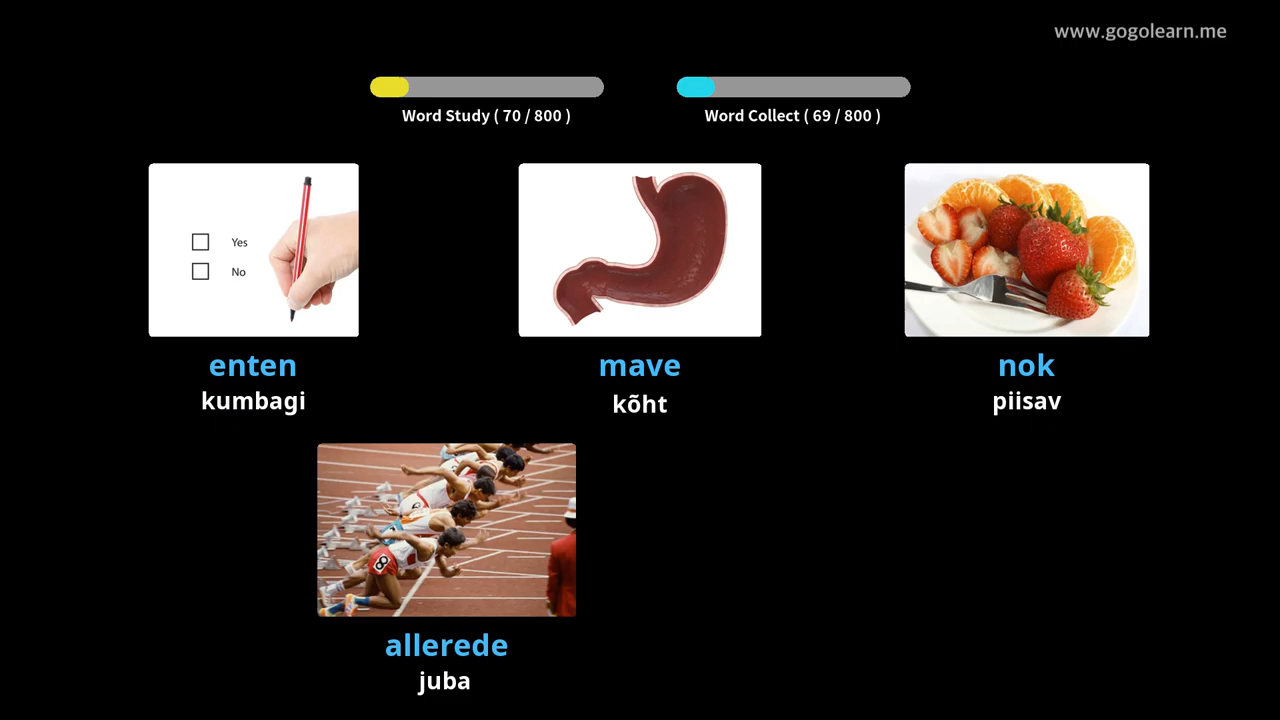 www.gogolearn.me
Word Study ( 70 / 800 )
Word Collect ( 69 / 800 )
Yes
No
enten
kumbagi
mave
kõht
nok
piisav
8
allerede
juba